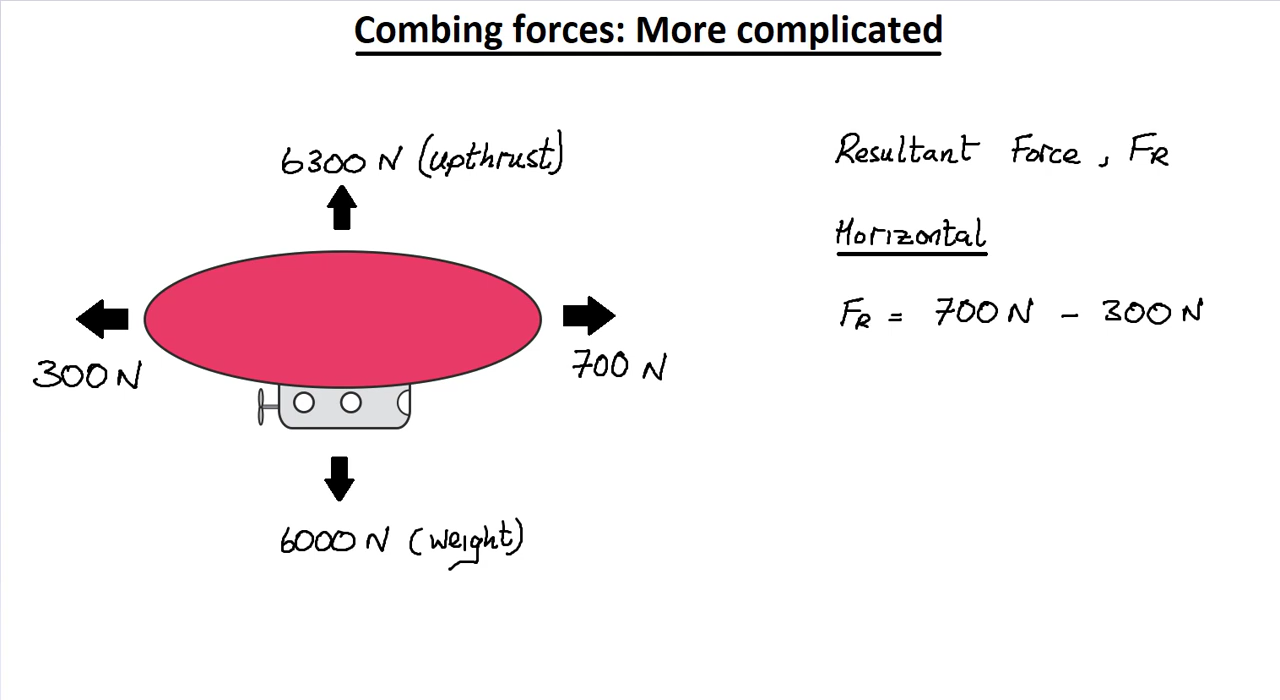 Combing forces: More complicated
6300 N (upthrust)
300 N
700 N
6000 N (weight)
Resultant Force, FR
Horizontal
FR = 700 N - 300 N